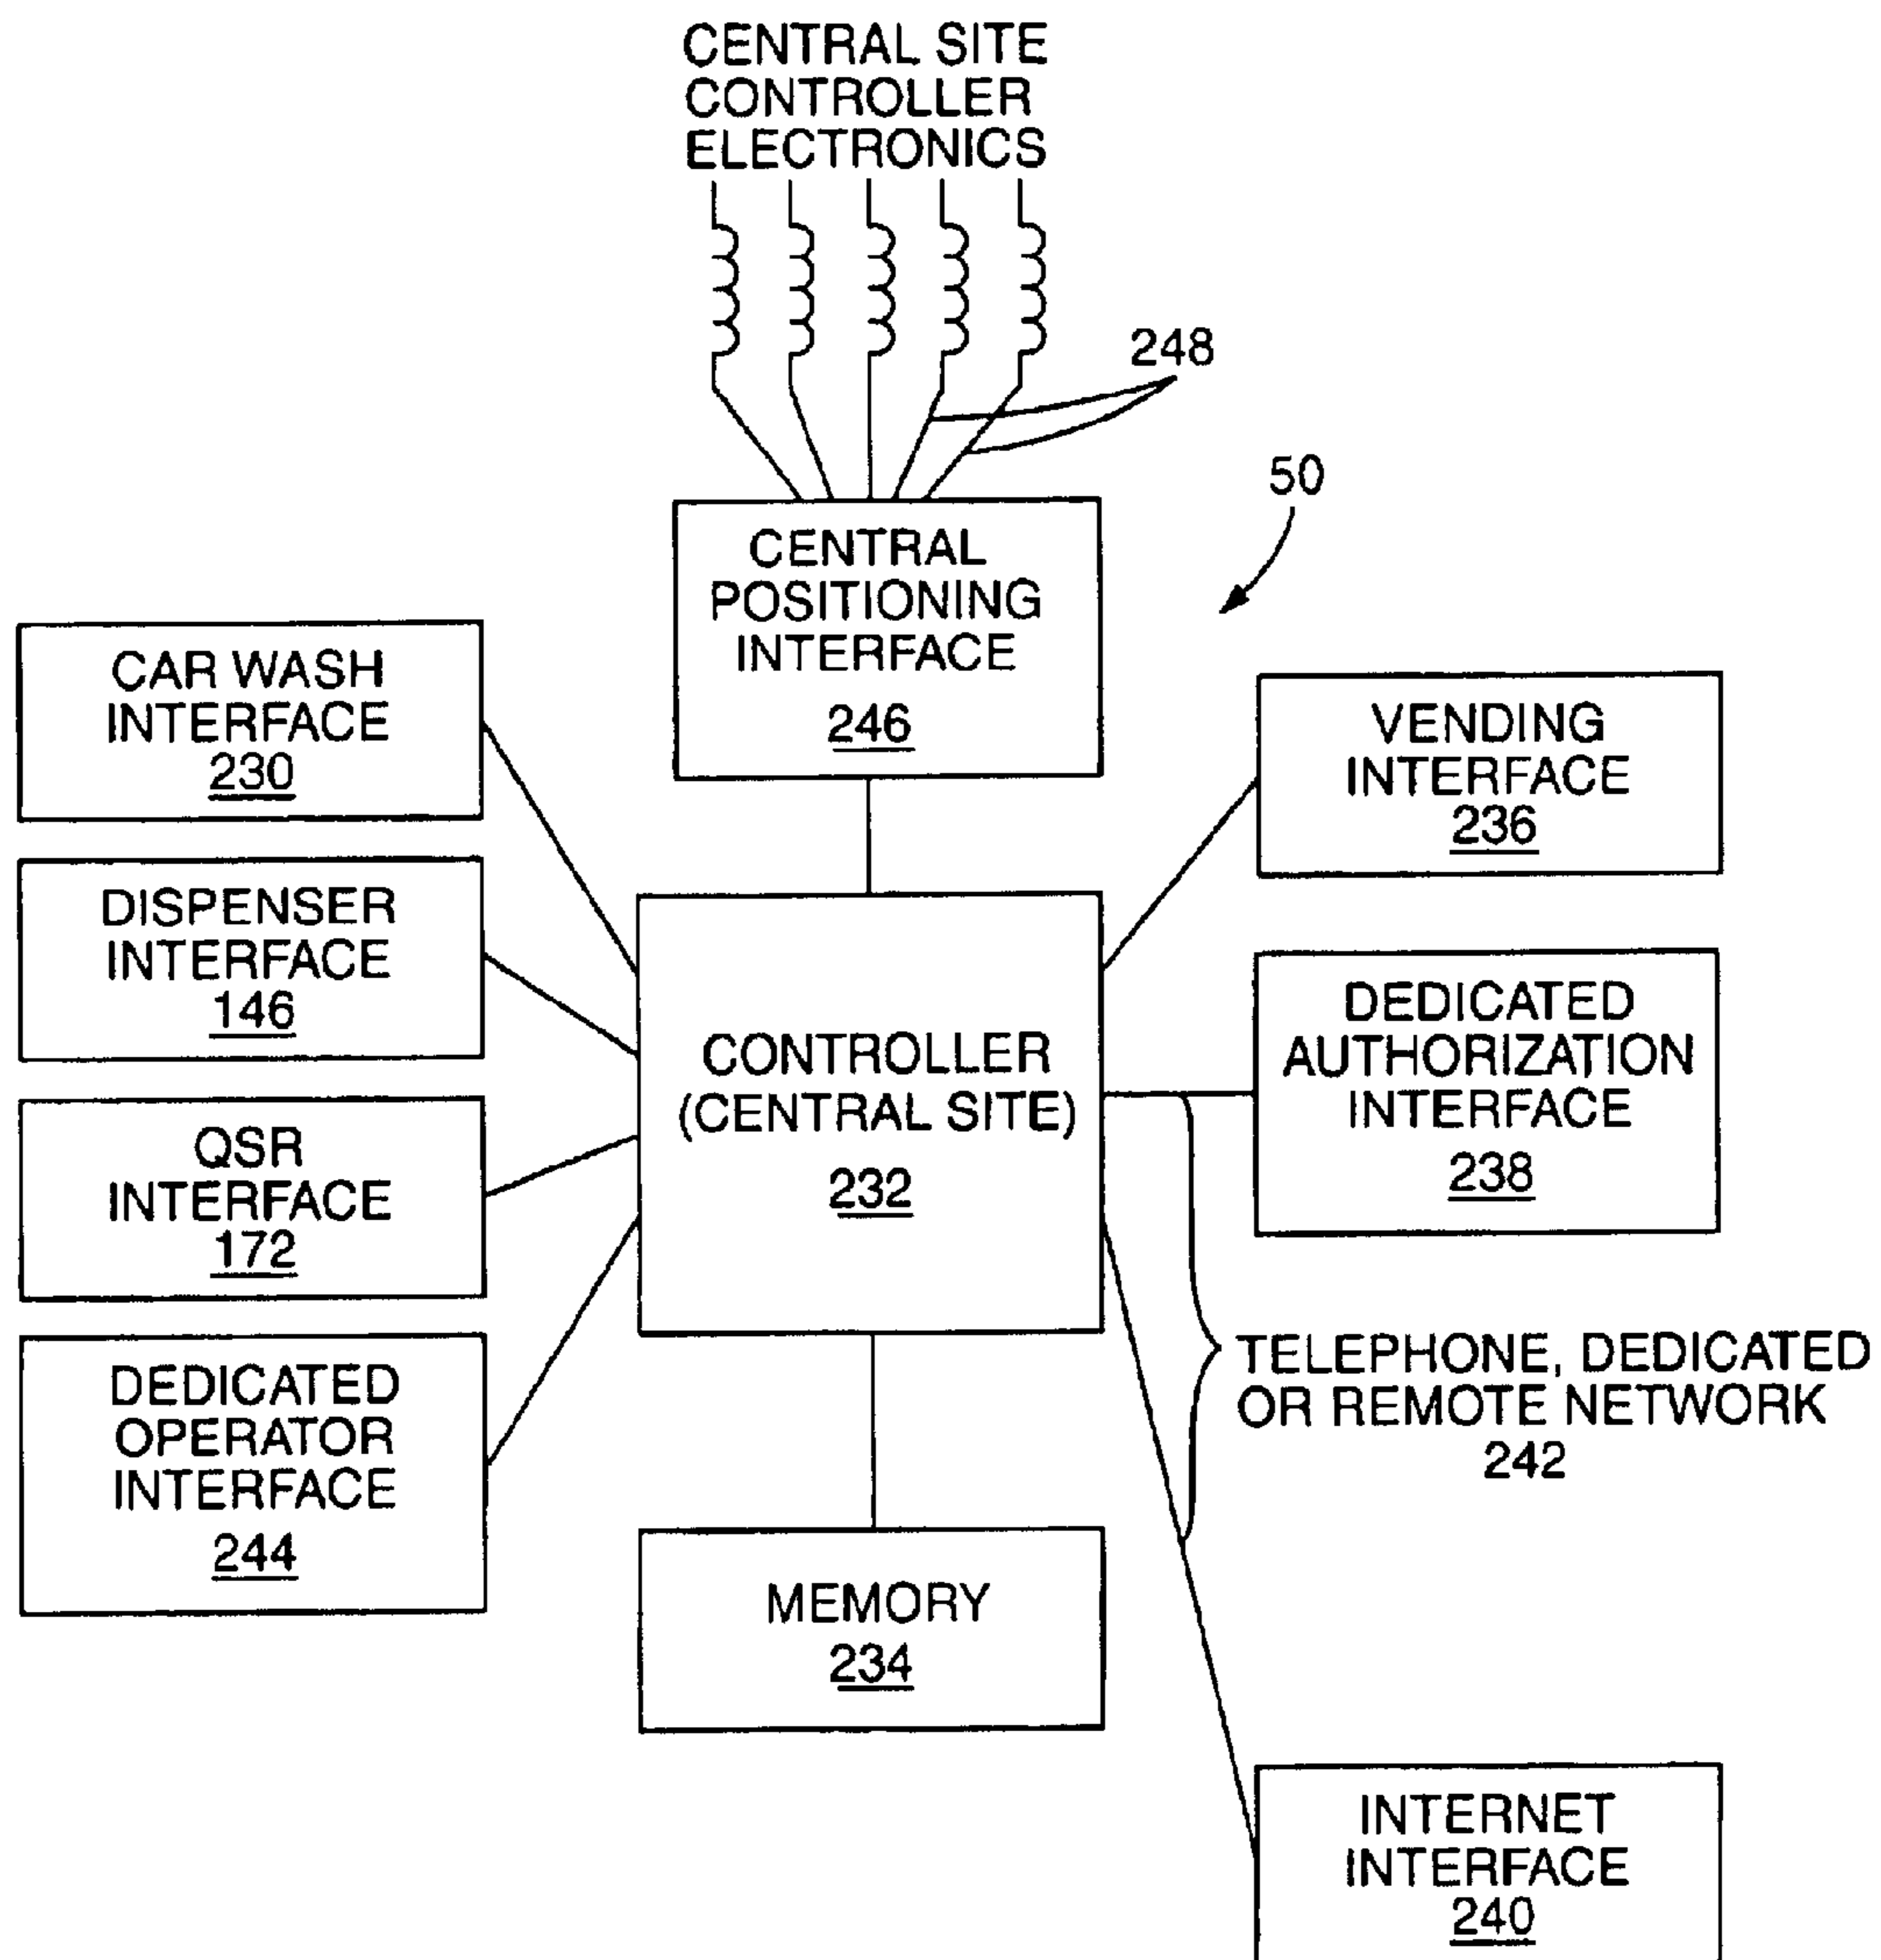 CENTRAL SITE
CONTROLLER
ELECTRONICS
248
50
CENTRAL
POSITIONING
INTERFACE
246
CAR WASH
INTERFACE
230
VENDING
INTERFACE
236
DISPENSER
INTERFACE
146
DEDICATED
AUTHORIZATION
INTERFACE
238
CONTROLLER
(CENTRAL SITE)
232
QSR
INTERFACE
172
TELEPHONE, DEDICATED
OR REMOTE NETWORK
242
DEDICATED
OPERATOR
INTERFACE
244
MEMORY
234
INTERNET
INTERFACE
240